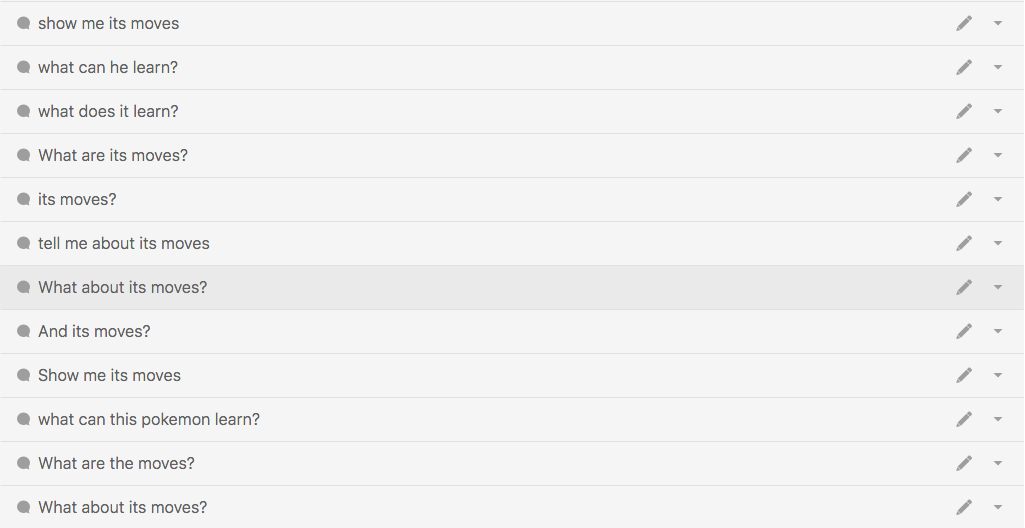 show me its moves
what can he learn?
what does it learn?
What are its moves?
its moves?
tell me about its moves
What about its moves?
And its moves?
Show me its moves
what can this pokemon learn?
What are the moves?
What about its moves?